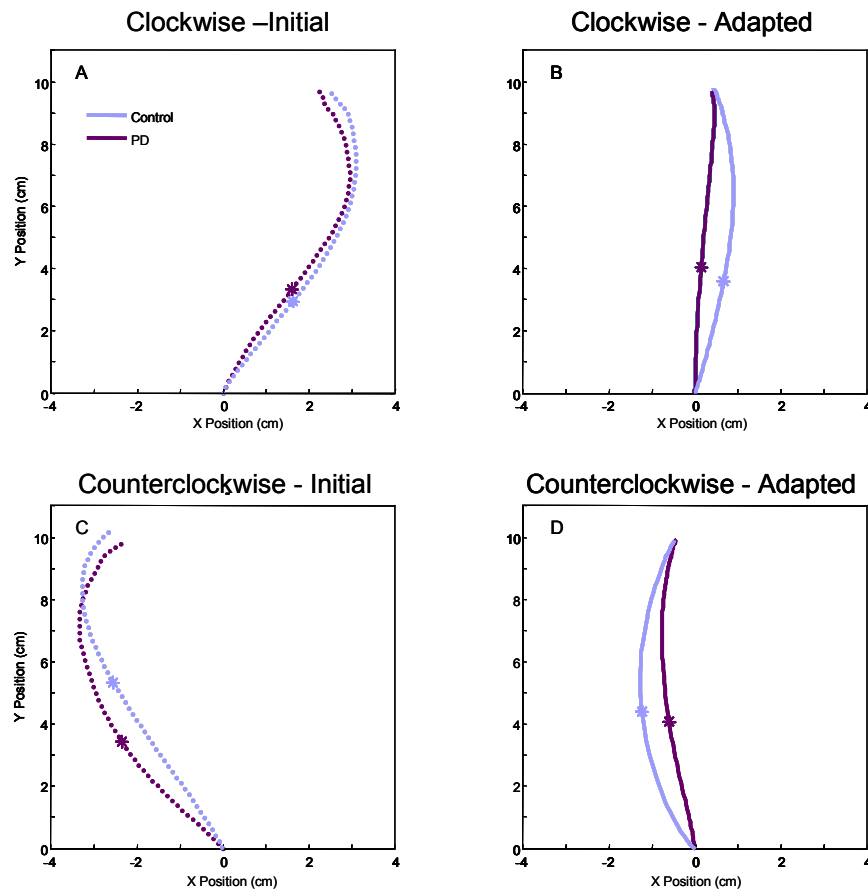 Clockwise –Initial
A
Control
PD
10
8
6
4
2
0
Y Position (cm)
-4 -2 0 2 4
X Position (cm)
Clockwise - Adapted
B
10
8
6
4
2
0
-4 -2 0 2 4
X Position (cm)
Counterclockwise - Initial
C
10
8
6
4
2
0
Y Position (cm)
-4 -2 0 2 4
X Position (cm)
Counterclockwise - Adapted
D
10
8
6
4
2
0
-4 -2 0 2 4
X Position (cm)